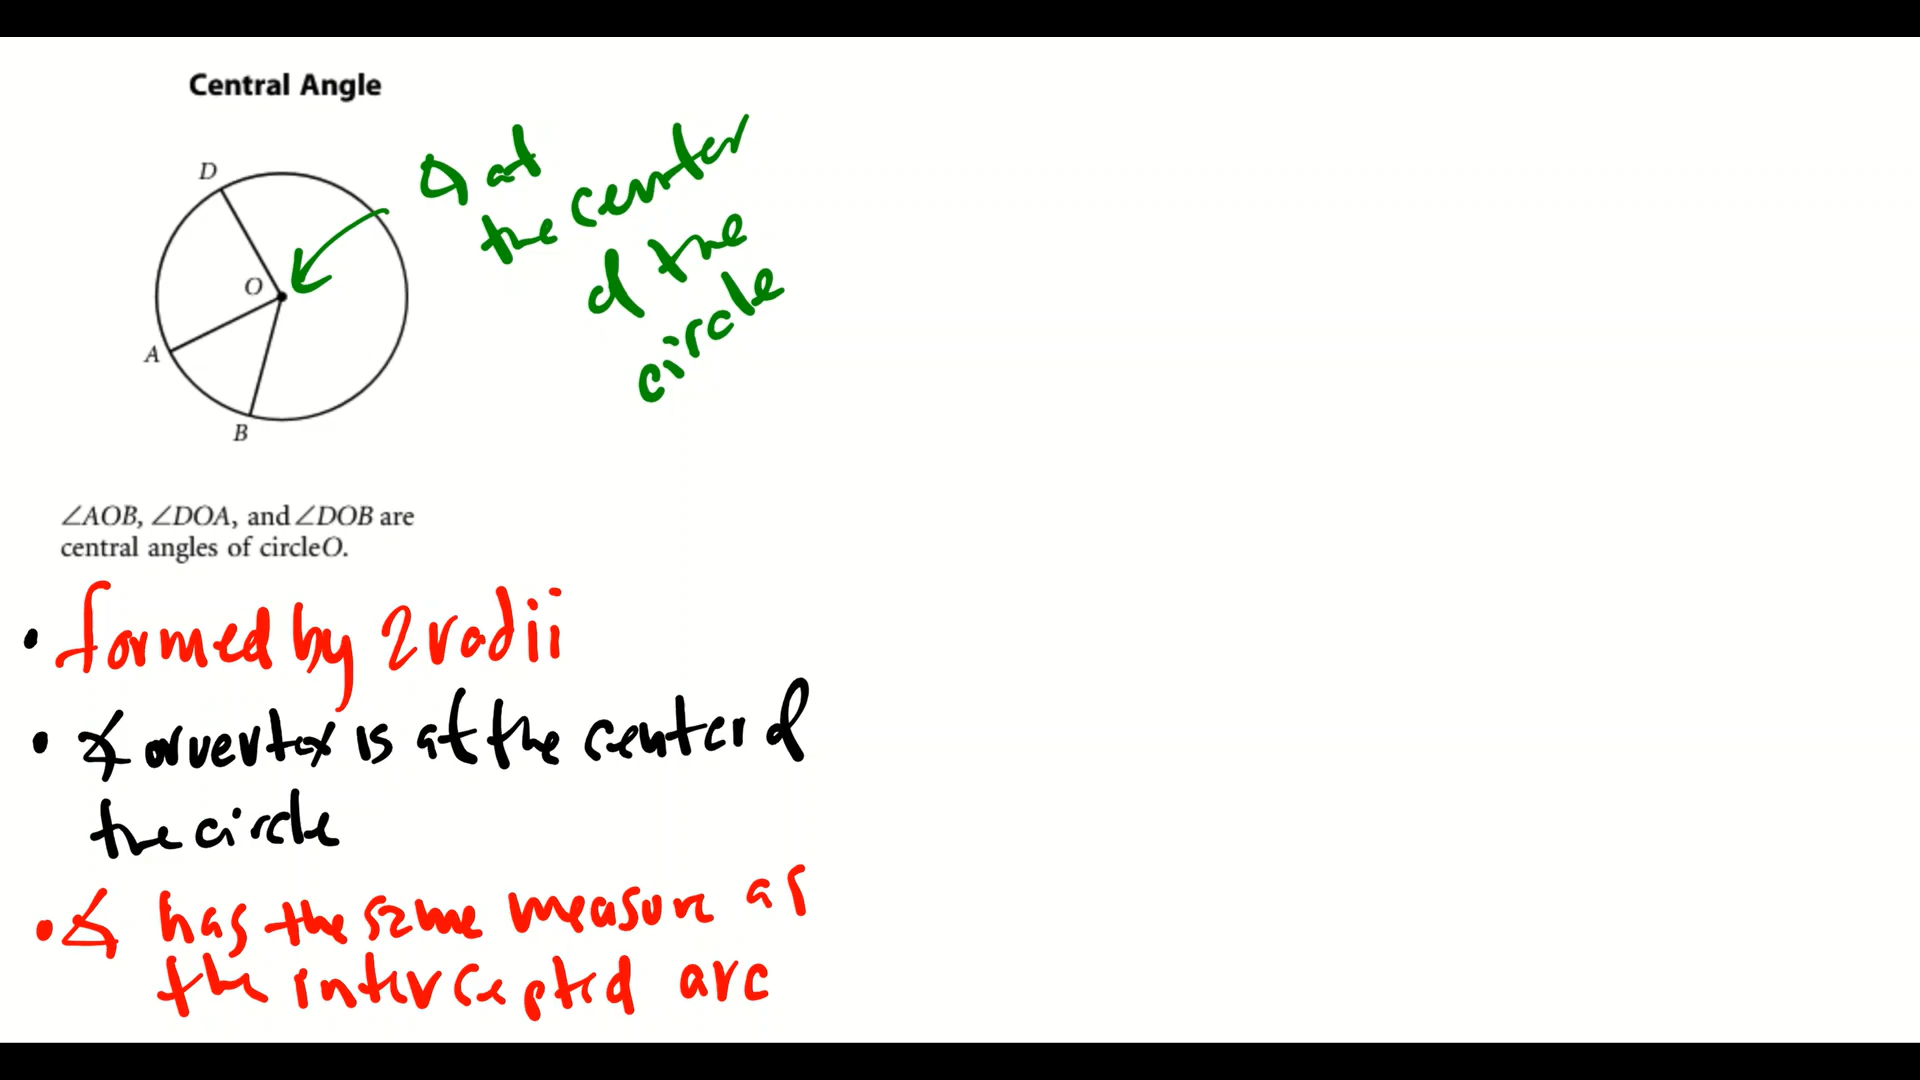 Central Angle
D
O
A
B
∡ at
the center
of the
circle
∠AOB, ∠DOA, and ∠DOB are
central angles of circle O.
• formed by 2 radii
• ∡ or vertex is at the center of
the circle
• ∡ has the same measure as
the intercepted arc